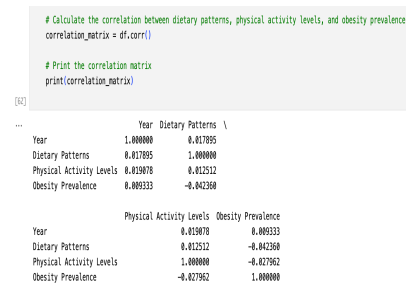 # Calculate the correlation between dietary patterns, physical activity levels, and obesity prevalence
correlation_matrix = df.corr()
# Print the correlation matrix
print(correlation_matrix)
[62]
... Year Dietary Patterns \
Year 1.000000 0.017895
Dietary Patterns 0.017895 1.000000
Physical Activity Levels 0.019078 0.012512
Obesity Prevalence 0.009333 -0.042360
Physical Activity Levels Obesity Prevalence
Year 0.019078 0.009333
Dietary Patterns 0.012512 -0.042360
Physical Activity Levels 1.000000 -0.027962
Obesity Prevalence -0.027962 1.000000